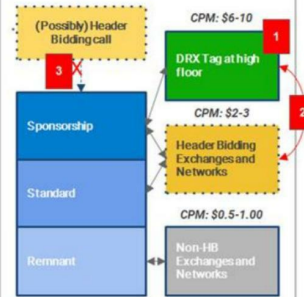 (Possibly) Header
Bidding call
3
CPM: $6-10
1
DRX Tag at high
floor
2
CPM: $2-3
Sponsorship
Header Bidding
Exchanges and
Networks
Standard
CPM: $0.5-1.00
Remnant
Non-HB
Exchanges and
Networks